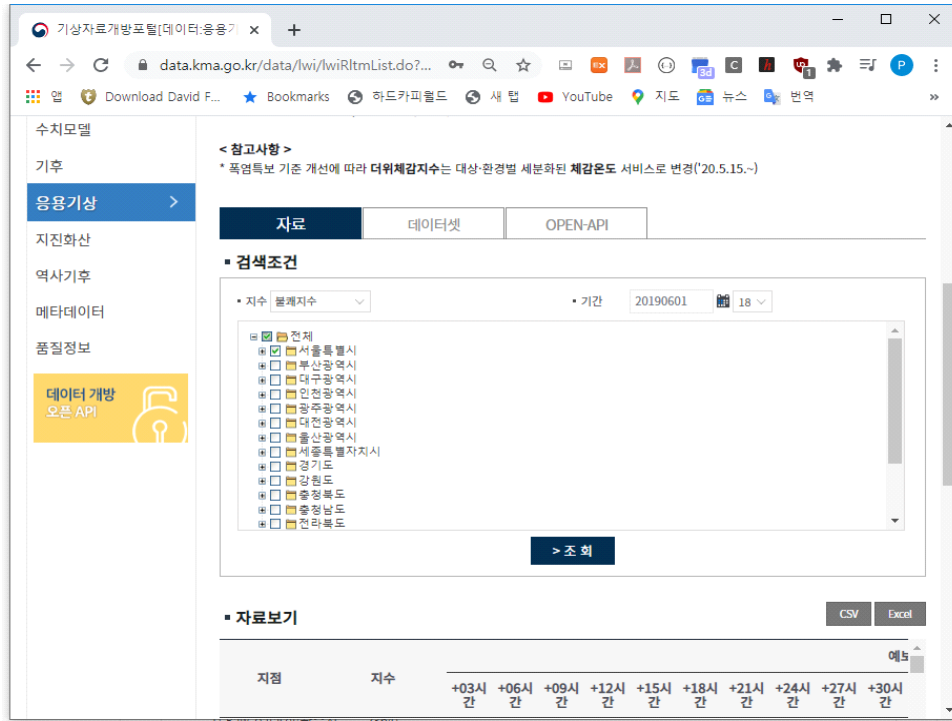 기상자료개방포털[데이터:응용기
data.kma.go.kr/data/lwi/lwiRltmList.do?...
앱 Download David F... Bookmarks 하드카피월드 새 탭 YouTube 지도 뉴스 번역 »
수치모델
기후
응용기상
지진화산
역사기후
메타데이터
품질정보
데이터 개방
오픈 API
< 참고사항 >
* 폭염특보 기준 개선에 따라 더위체감지수는 대상·환경벌 세분화된 체감온도 서비스로 변경('20.5.15.~)
자료 데이터셋 OPEN-API
검색조건
지수 불쾌지수 기간 20190601 18
전체
서울특별시
부산광역시
대구광역시
인천광역시
광주광역시
대전광역시
울산광역시
세종특별자치시
경기도
강원도
충청북도
충청남도
전라북도
> 조 회
자료보기 CSV Excel
예보
지점 지수
+03시간 +06시간 +09시간 +12시간 +15시간 +18시간 +21시간 +24시간 +27시간 +30시간